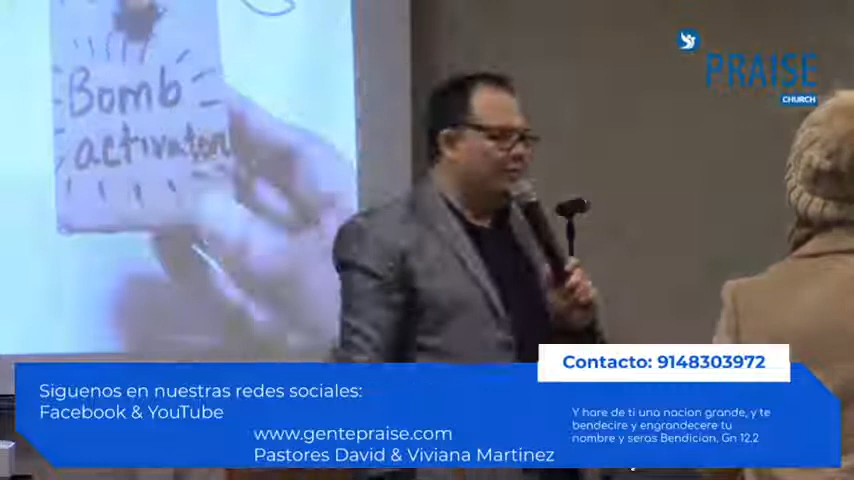 Bomb
activator
PRAISE
CHURCH
Contacto: 9148303972
Siguenos en nuestras redes sociales:
Facebook & YouTube
www.gentepraise.com
Pastores David & Viviana Martinez
Y hare de ti una nacion grande, y te
bendecire y engrandecere tu
nombre y seras Bendicion. Gn 12.2